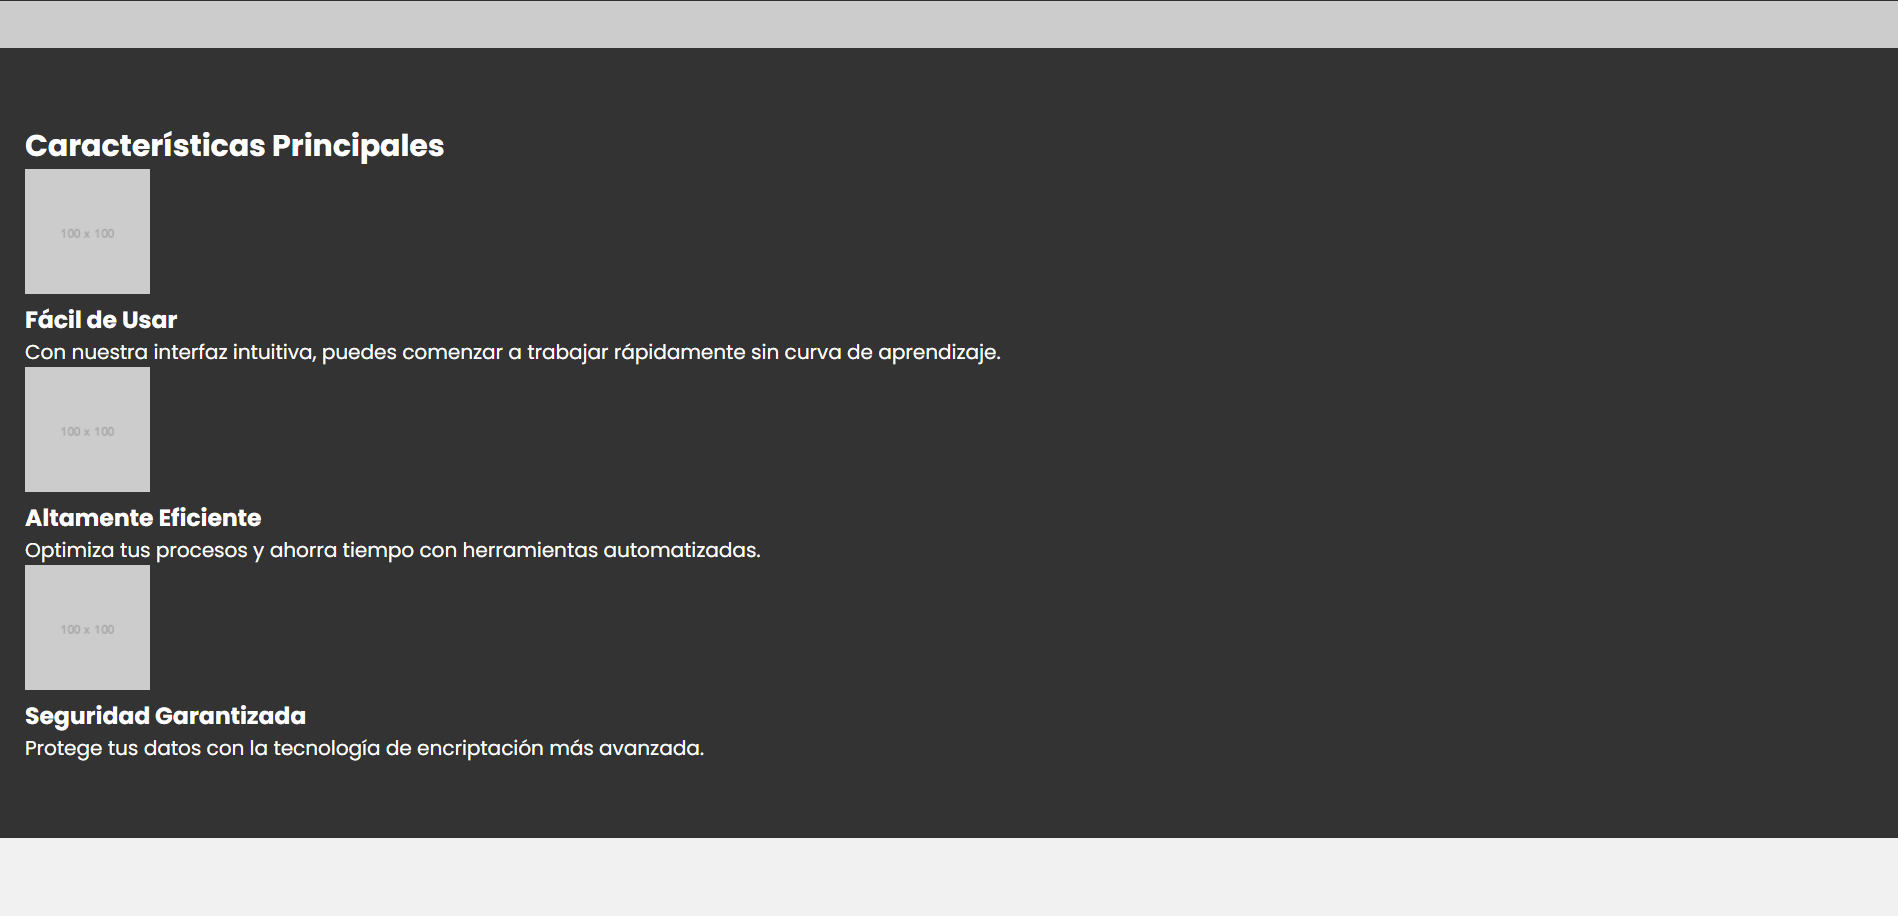 Características Principales
100 x 100
Fácil de Usar
Con nuestra interfaz intuitiva, puedes comenzar a trabajar rápidamente sin curva de aprendizaje.
100 x 100
Altamente Eficiente
Optimiza tus procesos y ahorra tiempo con herramientas automatizadas.
100 x 100
Seguridad Garantizada
Protege tus datos con la tecnología de encriptación más avanzada.